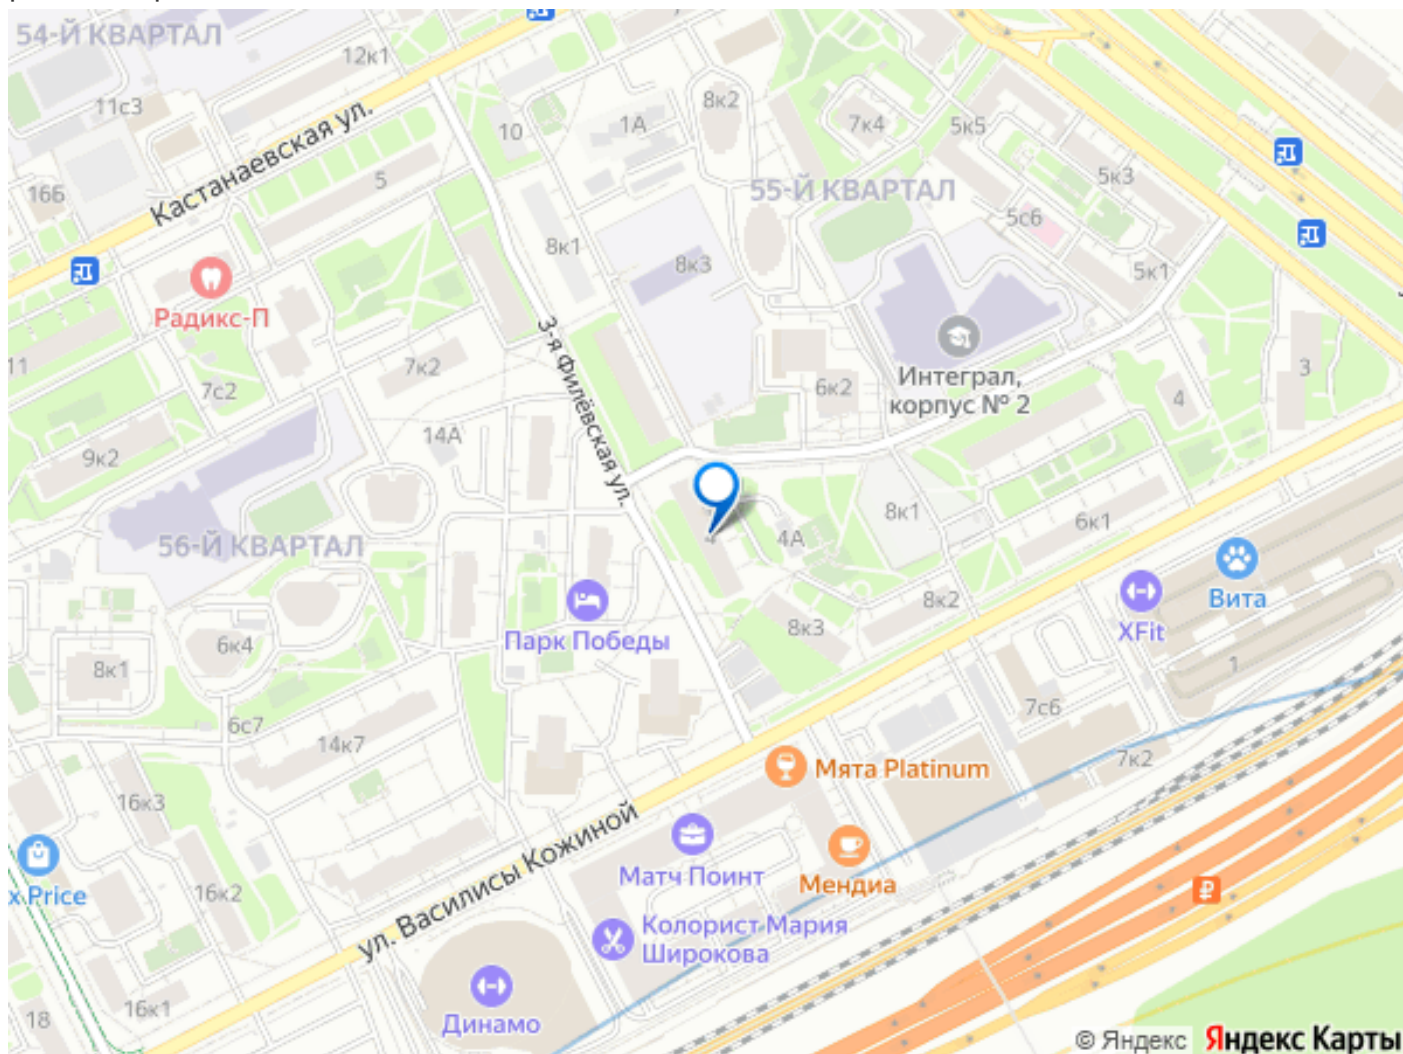 54-Й КВАРТАЛ
12к1
11с3
Кастанаевская ул.
10
1А
8к2
7к4
5к5
16б
5
55-Й КВАРТАЛ
5к3
5с6
8к1
8к3
5к1
Радикс-П
3-я Филёвская ул.
11
7с2
7к2
6к2
Интеграл,
корпус № 2
3
4
9к2
14А
56-Й КВАРТАЛ
4
4А
8к1
6к1
Вита
XFit
Парк Победы
8к3
8к2
6к4
8к1
1
6с7
14к7
7с6
7к2
Мята Platinum
16к3
ул. Василисы Кожиной
Матч Поинт
Мендиа
x Price
16к2
Колорист Мария
Широкова
Динамо
16к1
18
© Яндекс Яндекс Карты